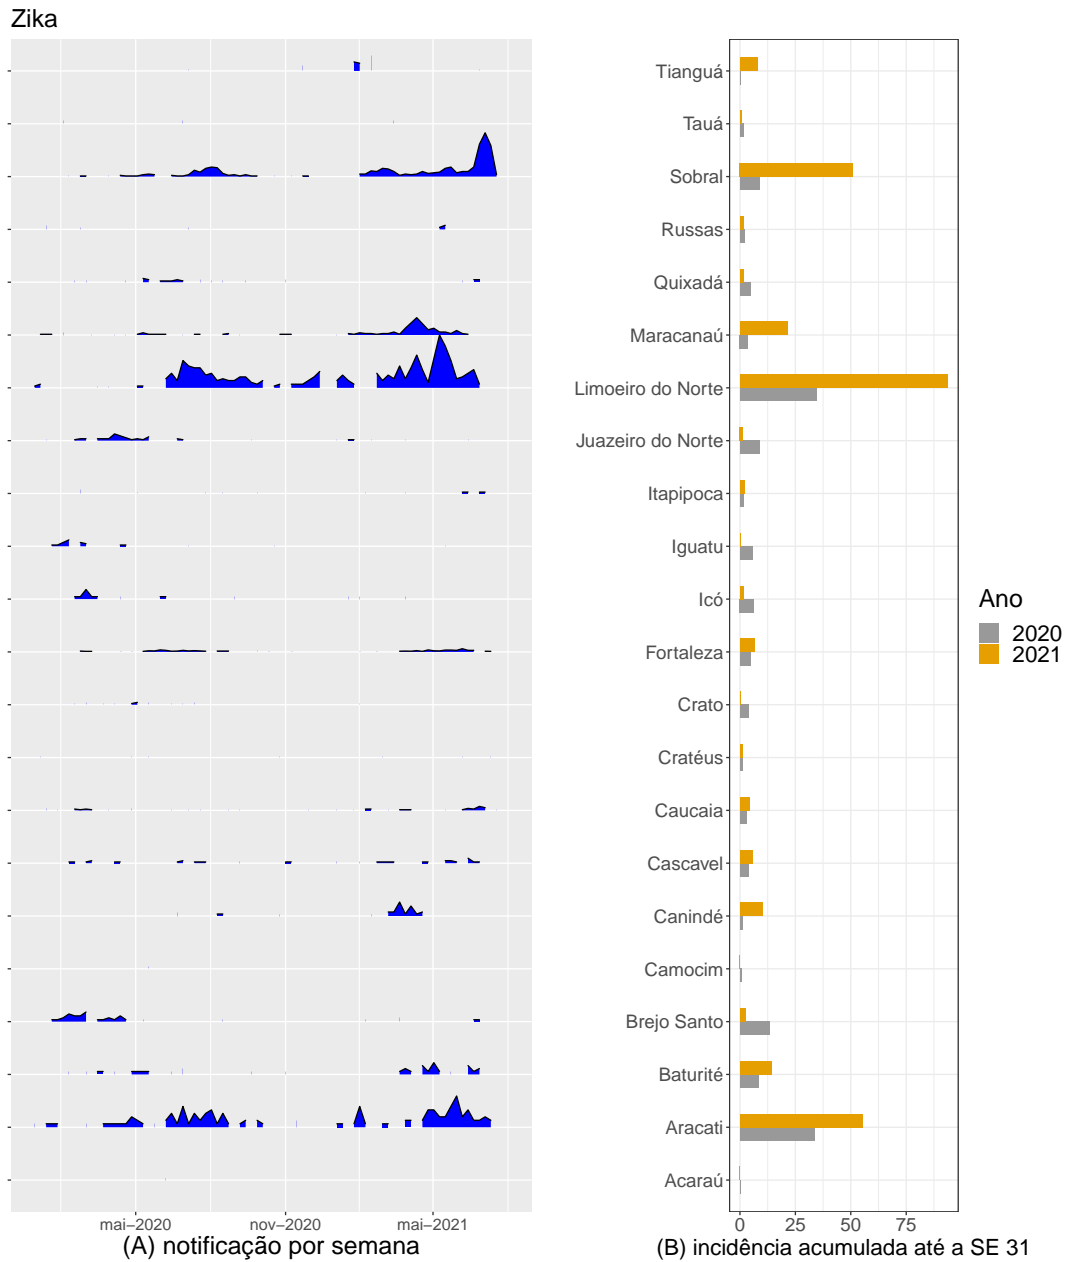 Zika
Tianguá
Tauá
Sobral
Russas
Quixadá
Maracanaú
Limoeiro do Norte
Juazeiro do Norte
Itapipoca
Iguatu
Icó
Fortaleza
Crato
Cratéus
Caucaia
Cascavel
Canindé
Camocim
Brejo Santo
Baturité
Aracati
Acaraú
Ano
2020
2021
mai−2020 nov−2020 mai−2021
(A) notificação por semana
0 25 50 75
(B) incidência acumulada até a SE 31